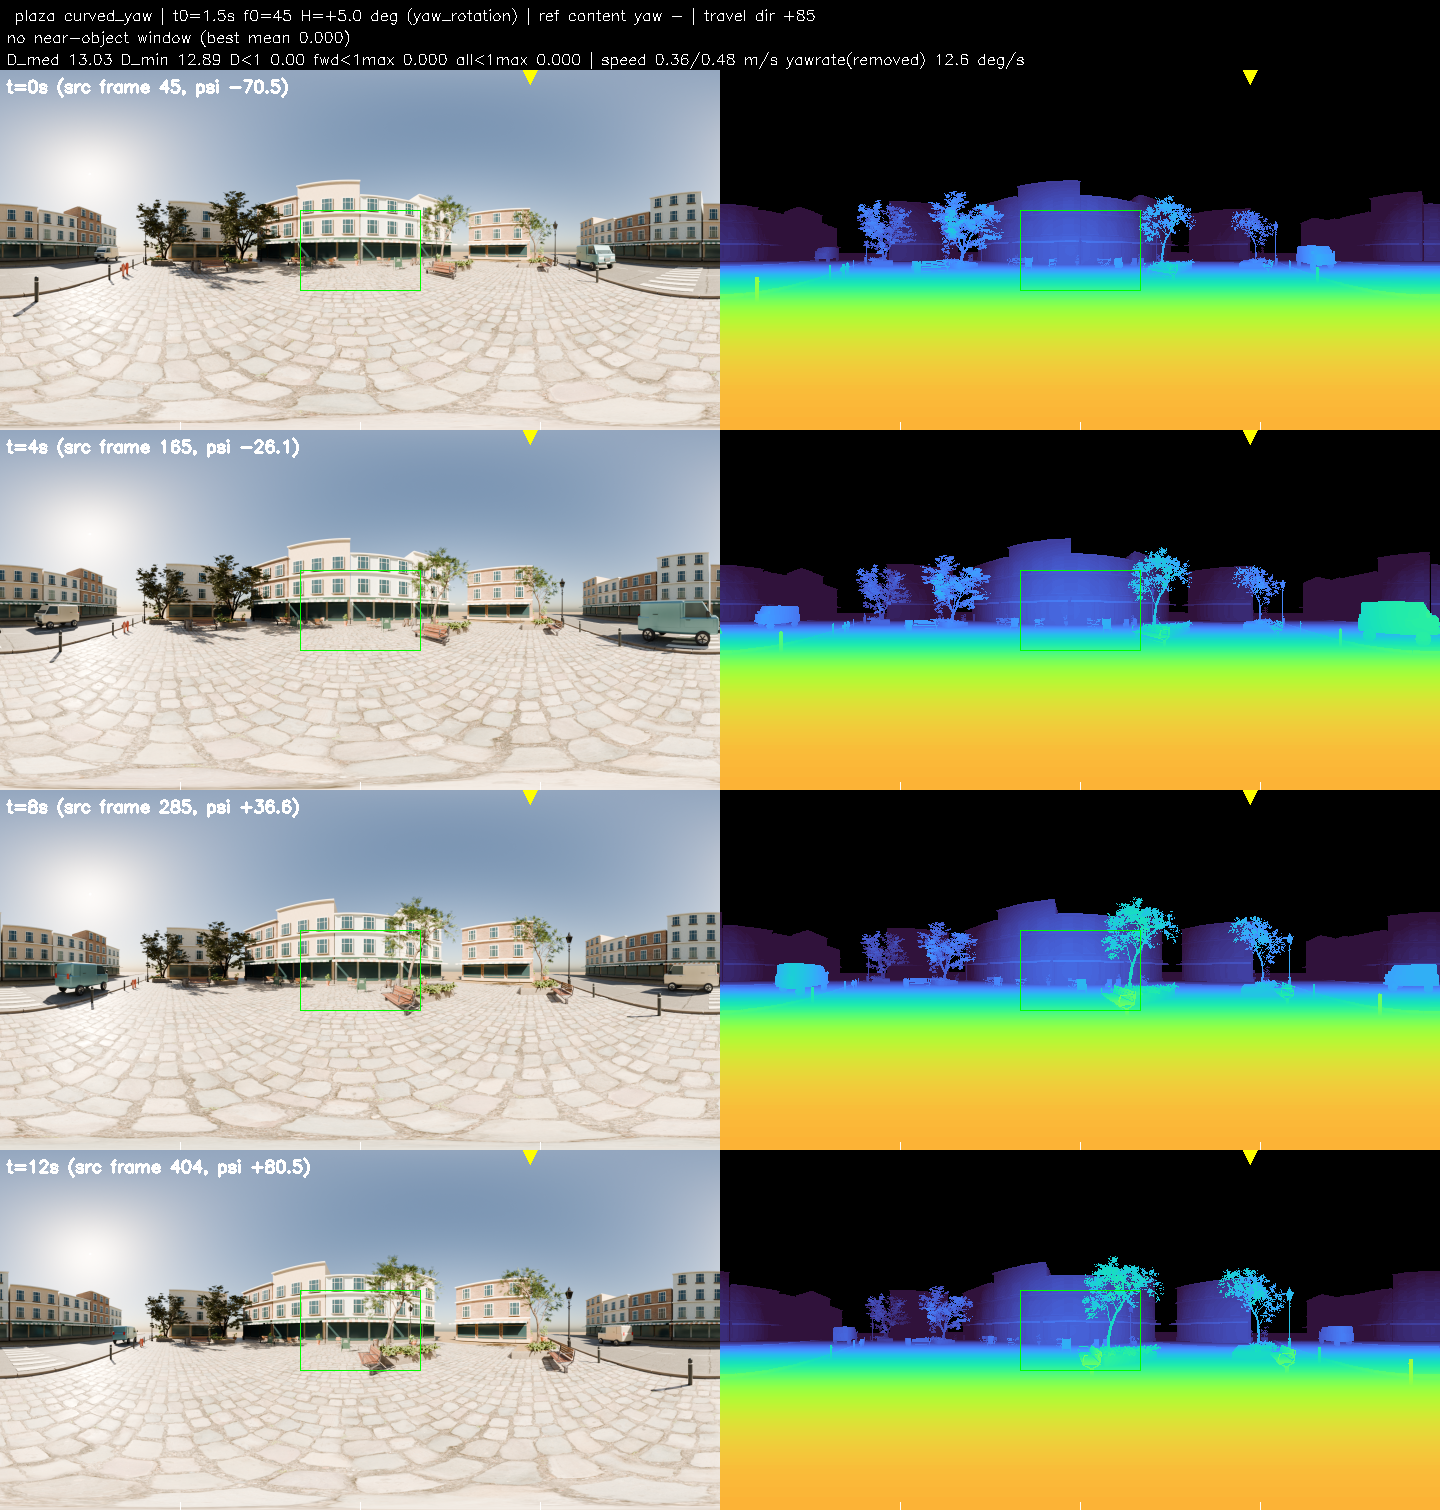 plaza curved_yaw | t0=1.5s f0=45 H=+5.0 deg (yaw_rotation) | ref content yaw - | travel dir +85
no near-object window (best mean 0.000)
D_med 13.03 D_min 12.89 D<1 0.00 fwd<1max 0.000 all<1max 0.000 | speed 0.36/0.48 m/s yawrate(removed) 12.6 deg/s
t=0s (src frame 45, psi -70.5)
t=4s (src frame 165, psi -26.1)
t=8s (src frame 285, psi +36.6)
t=12s (src frame 404, psi +80.5)